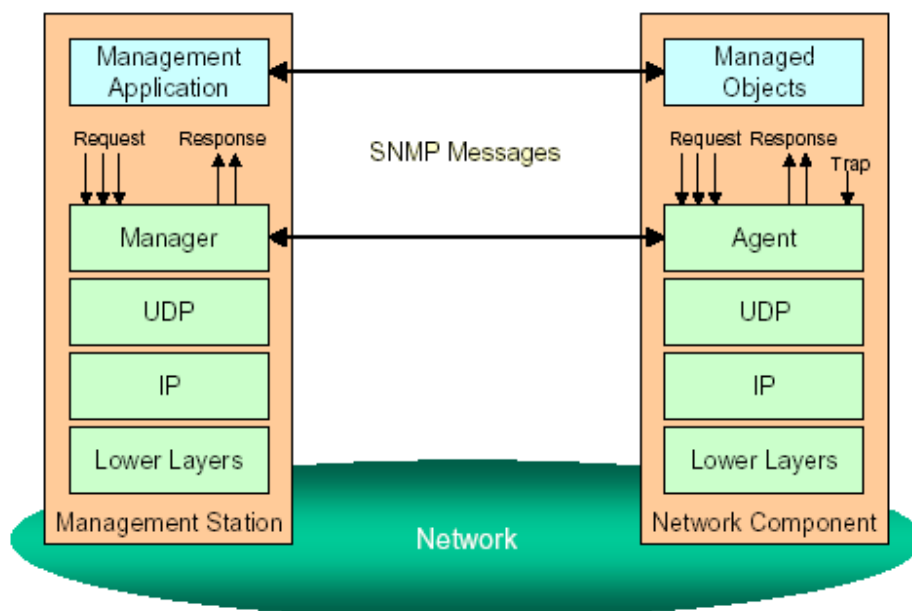 Management
Application
Request
Response
Manager
UDP
IP
Lower Layers
Management Station
SNMP Messages
Network
Managed
Objects
Request
Response
Trap
Agent
UDP
IP
Lower Layers
Network Component